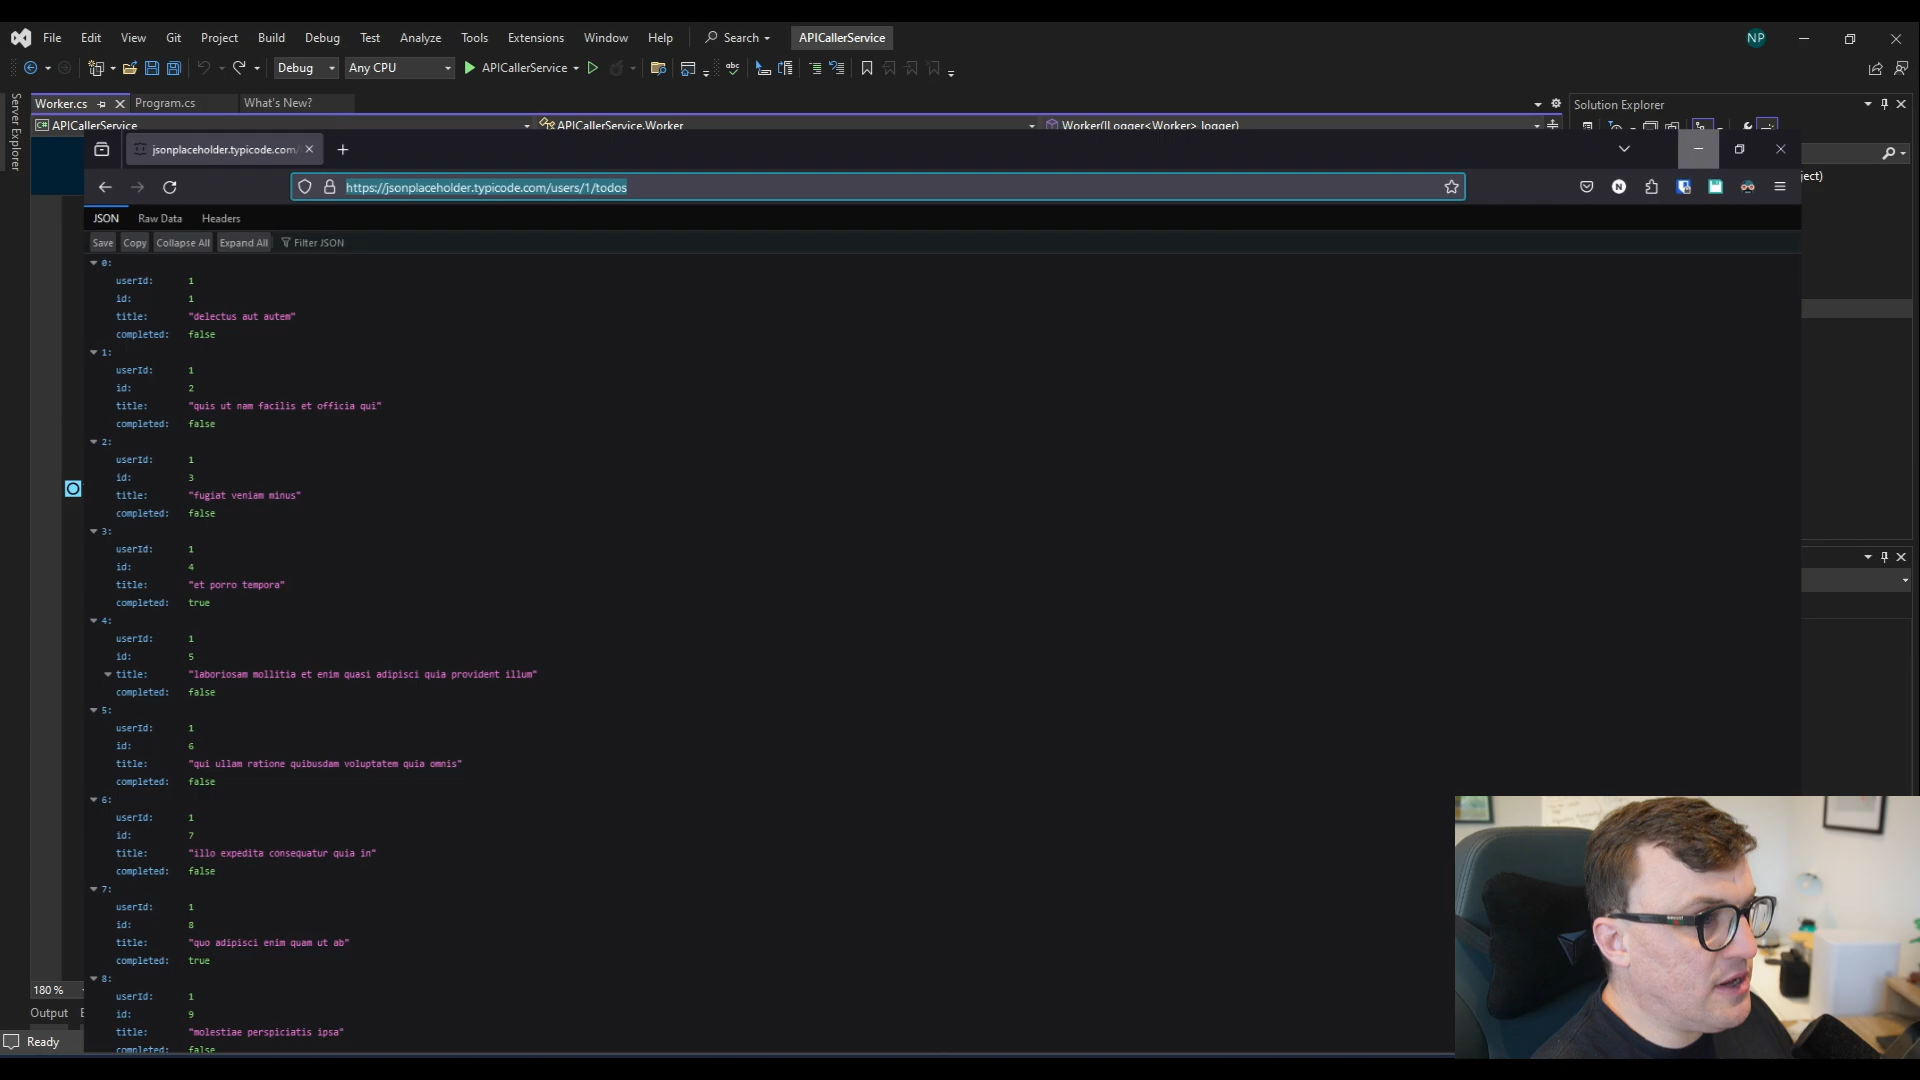 File Edit View Git Project Build Debug Test Analyze Tools Extensions Window Help Search APICallerService NP
Debug Any CPU APICallerService
Server Explorer
Worker.cs Program.cs What's New? Solution Explorer
APICallerService APICallerService.Worker Worker(ILogger<Worker> logger)
jsonplaceholder.typicode.com/
https://jsonplaceholder.typicode.com/users/1/todos
ject)
JSON Raw Data Headers
Save Copy Collapse All Expand All Filter JSON
0:
userId: 1
id: 1
title: "delectus aut autem"
completed: false
1:
userId: 1
id: 2
title: "quis ut nam facilis et officia qui"
completed: false
2:
userId: 1
id: 3
title: "fugiat veniam minus"
completed: false
3:
userId: 1
id: 4
title: "et porro tempora"
completed: true
4:
userId: 1
id: 5
title: "laboriosam mollitia et enim quasi adipisci quia provident illum"
completed: false
5:
userId: 1
id: 6
title: "qui ullam ratione quibusdam voluptatem quia omnis"
completed: false
6:
userId: 1
id: 7
title: "illo expedita consequatur quia in"
completed: false
7:
userId: 1
id: 8
title: "quo adipisci enim quam ut ab"
completed: true
8:
userId: 1
id: 9
title: "molestiae perspiciatis ipsa"
completed: false
180 %
Output
Ready